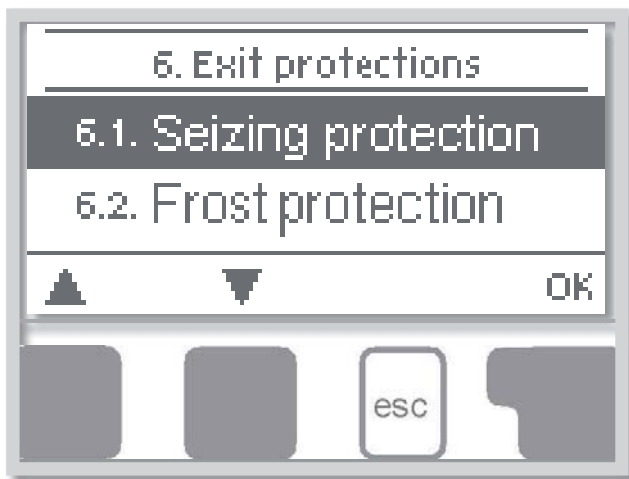 6. Exit protections
6.1. Seizing protection
6.2. Frost protection
OK
esc